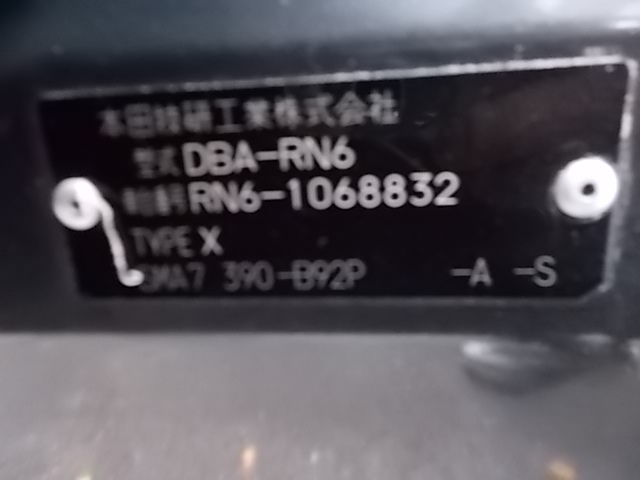 本田技研工業株式会社
型式 DBA-RN6
車台番号 RN6-1068832
TYPE X
SMA7 390-B92P -A -S